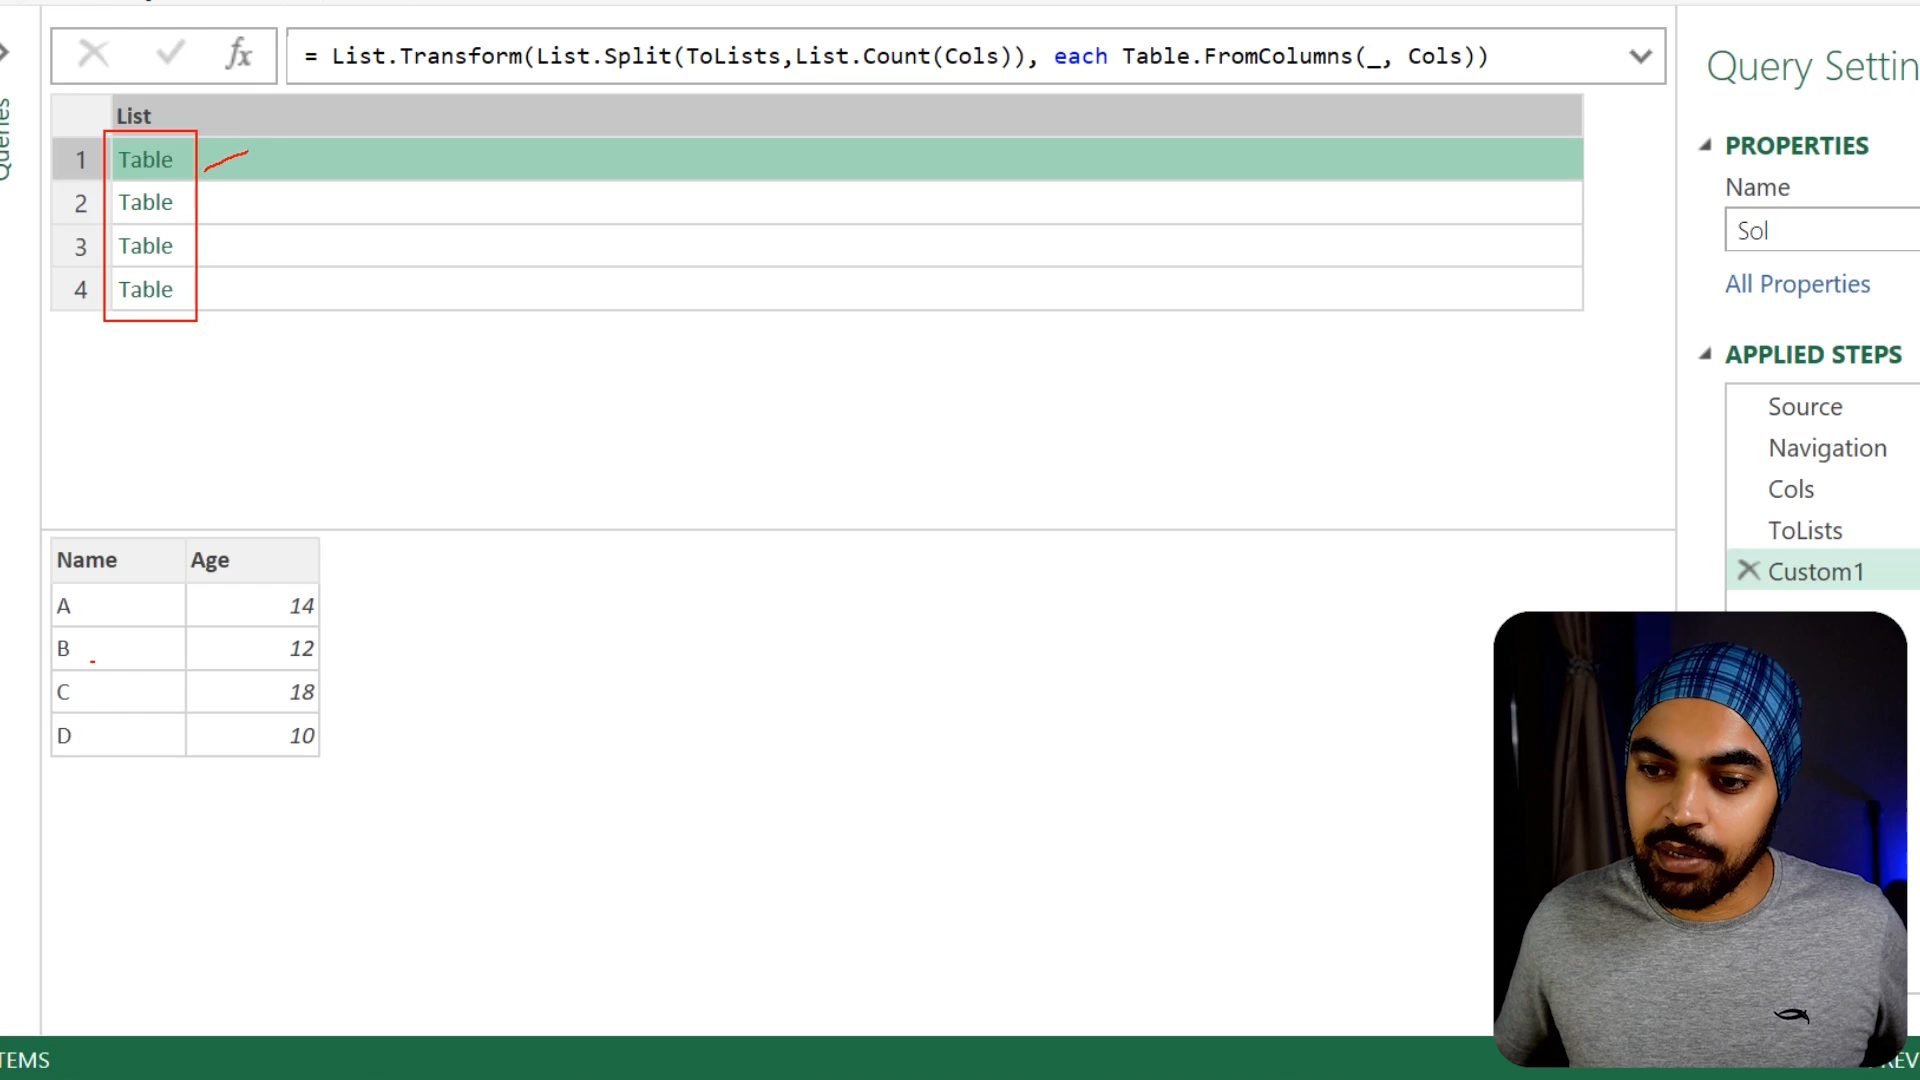 = List.Transform(List.Split(ToLists,List.Count(Cols)), each Table.FromColumns(_, Cols))
Queries
List
1 Table
2 Table
3 Table
4 Table
Name Age
A 14
B 12
C 18
D 10
Query Settin
PROPERTIES
Name
Sol
All Properties
APPLIED STEPS
Source
Navigation
Cols
ToLists
Custom1
TEMS
REV